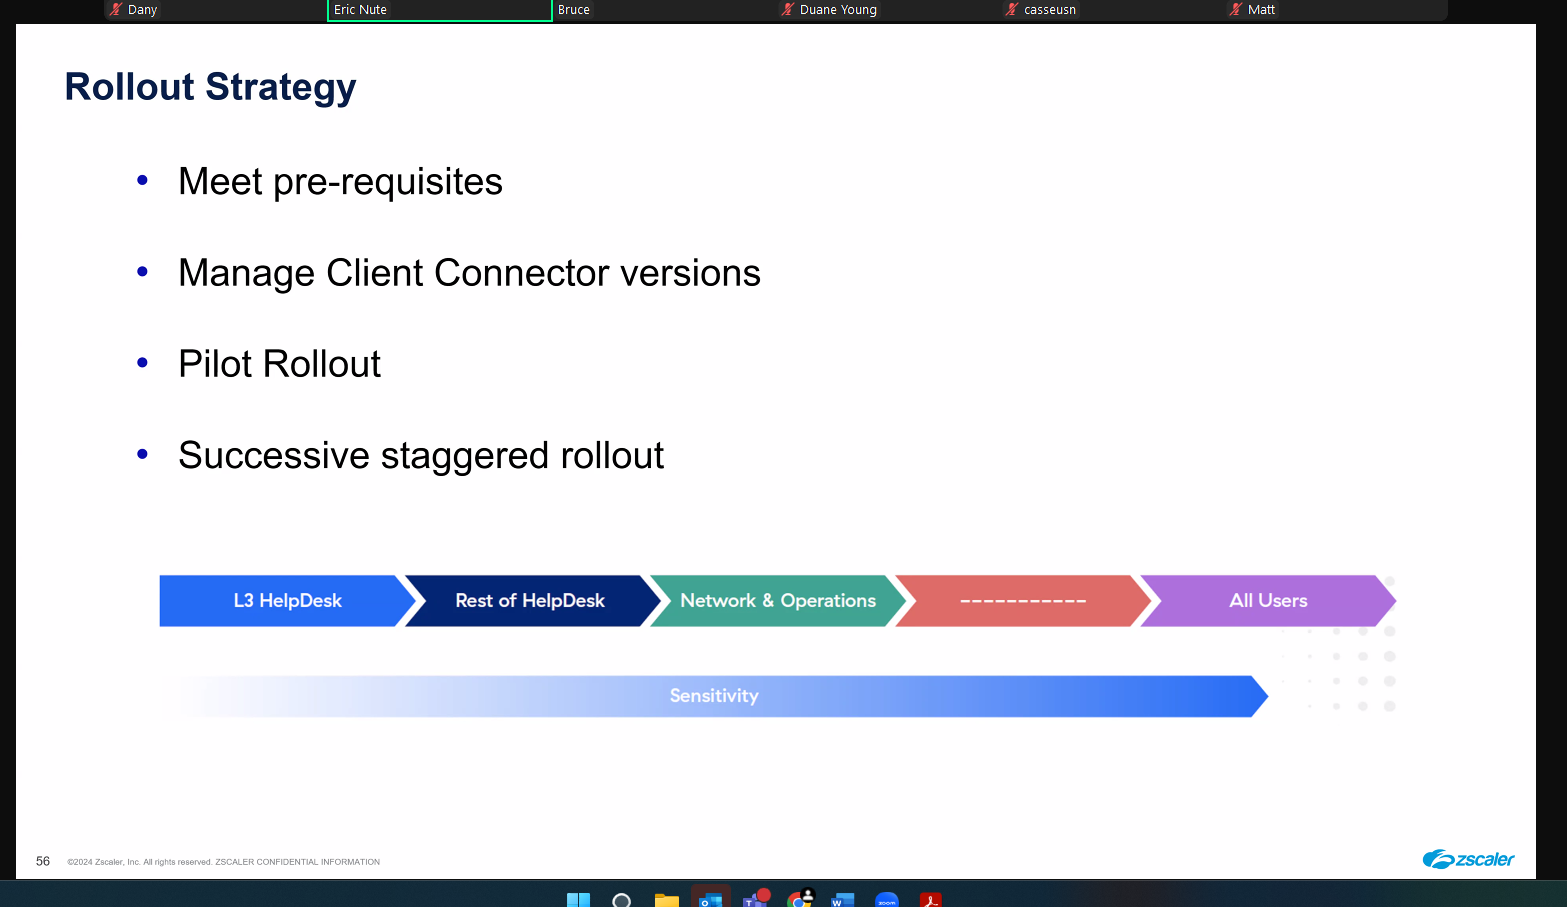 Dany
Eric Nute
Bruce
Duane Young
casseusn
Matt
Rollout Strategy
• Meet pre-requisites
• Manage Client Connector versions
• Pilot Rollout
• Successive staggered rollout
L3 HelpDesk
Rest of HelpDesk
Network & Operations
-----------
All Users
Sensitivity
56
©2024 Zscaler, Inc. All rights reserved. ZSCALER CONFIDENTIAL INFORMATION
zscaler
zoom